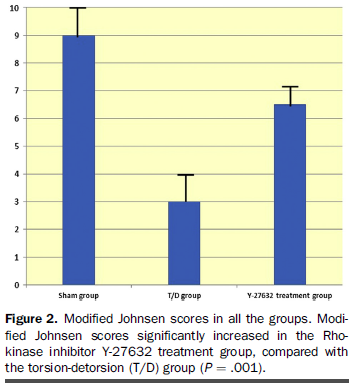 10
9
8
7
6
5
4
3
2
1
0
Sham group T/D group Y-27632 treatment group
Figure 2. Modified Johnsen scores in all the groups. Modi-
fied Johnsen scores significantly increased in the Rho-
kinase inhibitor Y-27632 treatment group, compared with
the torsion-detorsion (T/D) group (P = .001).